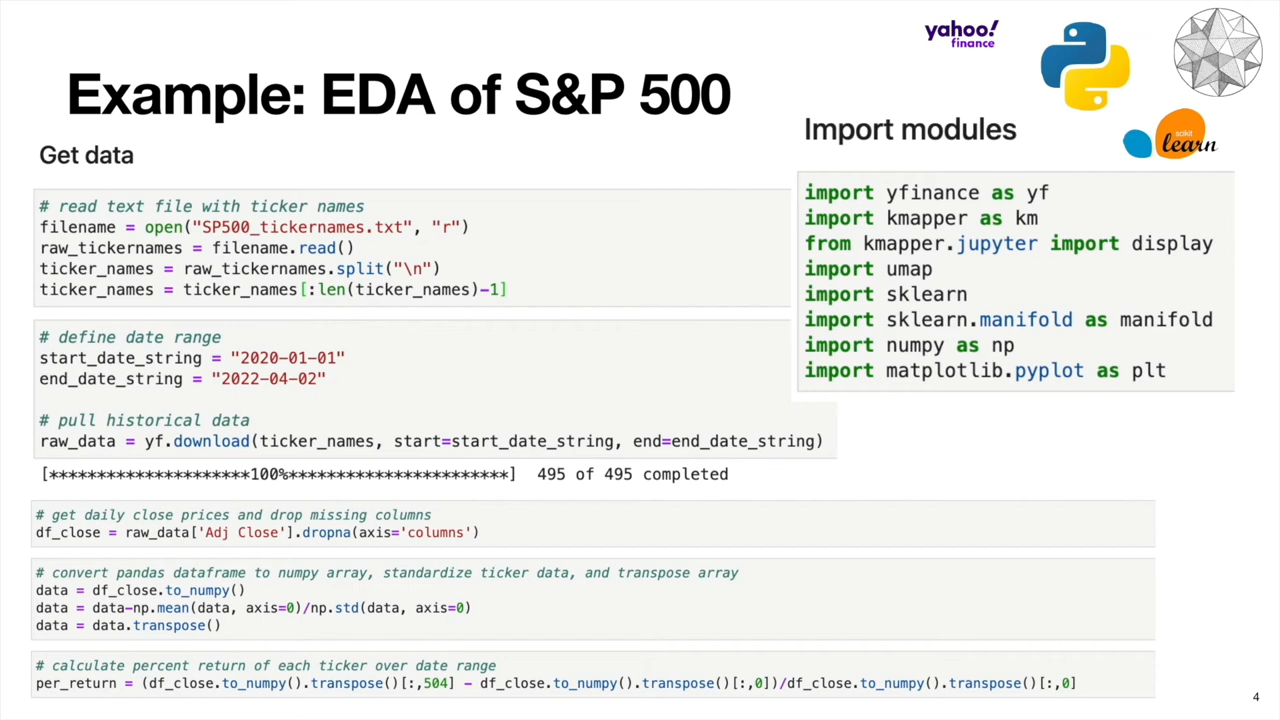 yahoo!
finance
Example: EDA of S&P 500
Import modules
scikit
learn
Get data
# read text file with ticker names
filename = open("SP500_tickernames.txt", "r")
raw_tickernames = filename.read()
ticker_names = raw_tickernames.split("\n")
ticker_names = ticker_names[:len(ticker_names)-1]
# define date range
start_date_string = "2020-01-01"
end_date_string = "2022-04-02"
# pull historical data
raw_data = yf.download(ticker_names, start=start_date_string, end=end_date_string)
[*********************100%***********************]  495 of 495 completed
import yfinance as yf
import kmapper as km
from kmapper.jupyter import display
import umap
import sklearn
import sklearn.manifold as manifold
import numpy as np
import matplotlib.pyplot as plt
# get daily close prices and drop missing columns
df_close = raw_data['Adj Close'].dropna(axis='columns')
# convert pandas dataframe to numpy array, standardize ticker data, and transpose array
data = df_close.to_numpy()
data = data-np.mean(data, axis=0)/np.std(data, axis=0)
data = data.transpose()
# calculate percent return of each ticker over date range
per_return = (df_close.to_numpy().transpose()[:,504] - df_close.to_numpy().transpose()[:,0])/df_close.to_numpy().transpose()[:,0]
4